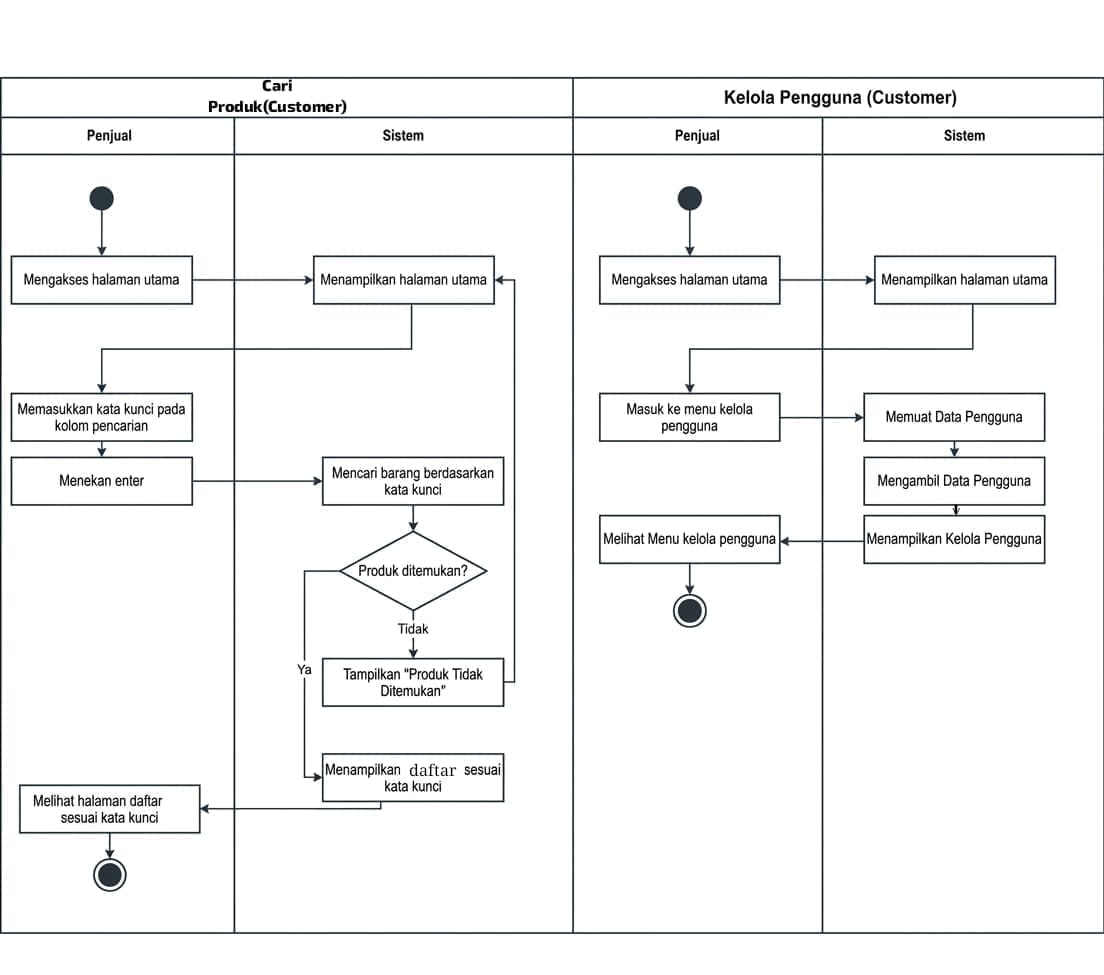 Cari
Produk(Customer)
Penjual
Sistem
Mengakses halaman utama
Menampilkan halaman utama
Memasukkan kata kunci pada
kolom pencarian
Menekan enter
Mencari barang berdasarkan
kata kunci
Produk ditemukan?
Tidak
Ya
Tampilkan “Produk Tidak
Ditemukan”
Menampilkan daftar sesuai
kata kunci
Melihat halaman daftar
sesuai kata kunci
Kelola Pengguna (Customer)
Penjual
Sistem
Mengakses halaman utama
Menampilkan halaman utama
Masuk ke menu kelola
pengguna
Memuat Data Pengguna
Mengambil Data Pengguna
Menampilkan Kelola Pengguna
Melihat Menu kelola pengguna